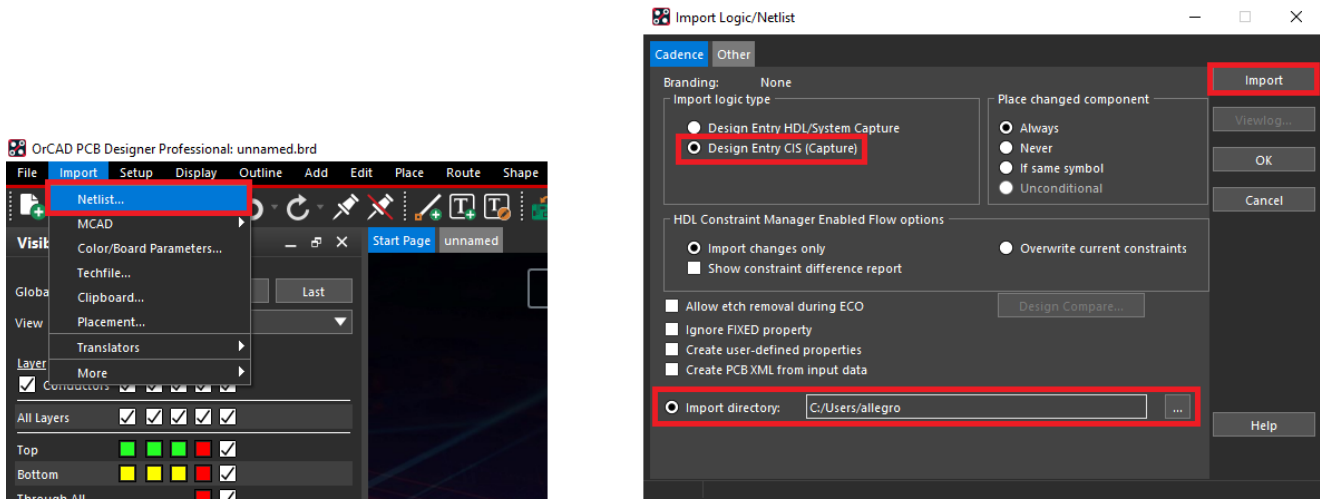 OrCAD PCB Designer Professional: unnamed.brd
File Import Setup Display Outline Add Edit Place Route Shape
Netlist...
MCAD
Color/Board Parameters...
Techfile...
Clipboard...
Placement...
Translators
More
Start Page unnamed
Last
View
Layer
All Layers
Top
Bottom
Import Logic/Netlist
Cadence Other
Branding: None
Import logic type
Design Entry HDL/System Capture
Design Entry CIS (Capture)
Place changed component
Always
Never
If same symbol
Unconditional
Import
Viewlog...
OK
Cancel
HDL Constraint Manager Enabled Flow options
Import changes only
Overwrite current constraints
Show constraint difference report
Allow etch removal during ECO
Design Compare...
Ignore FIXED property
Create user-defined properties
Create PCB XML from input data
Import directory: C:/Users/allegro ...
Help